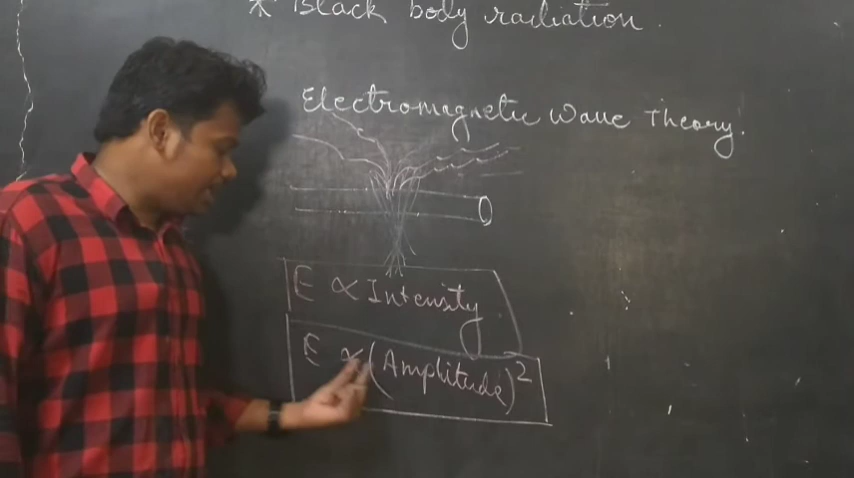 * Black body radiation.
Electromagnetic Wave Theory.
E ∝ Intensity
E ∝ (Amplitude)²